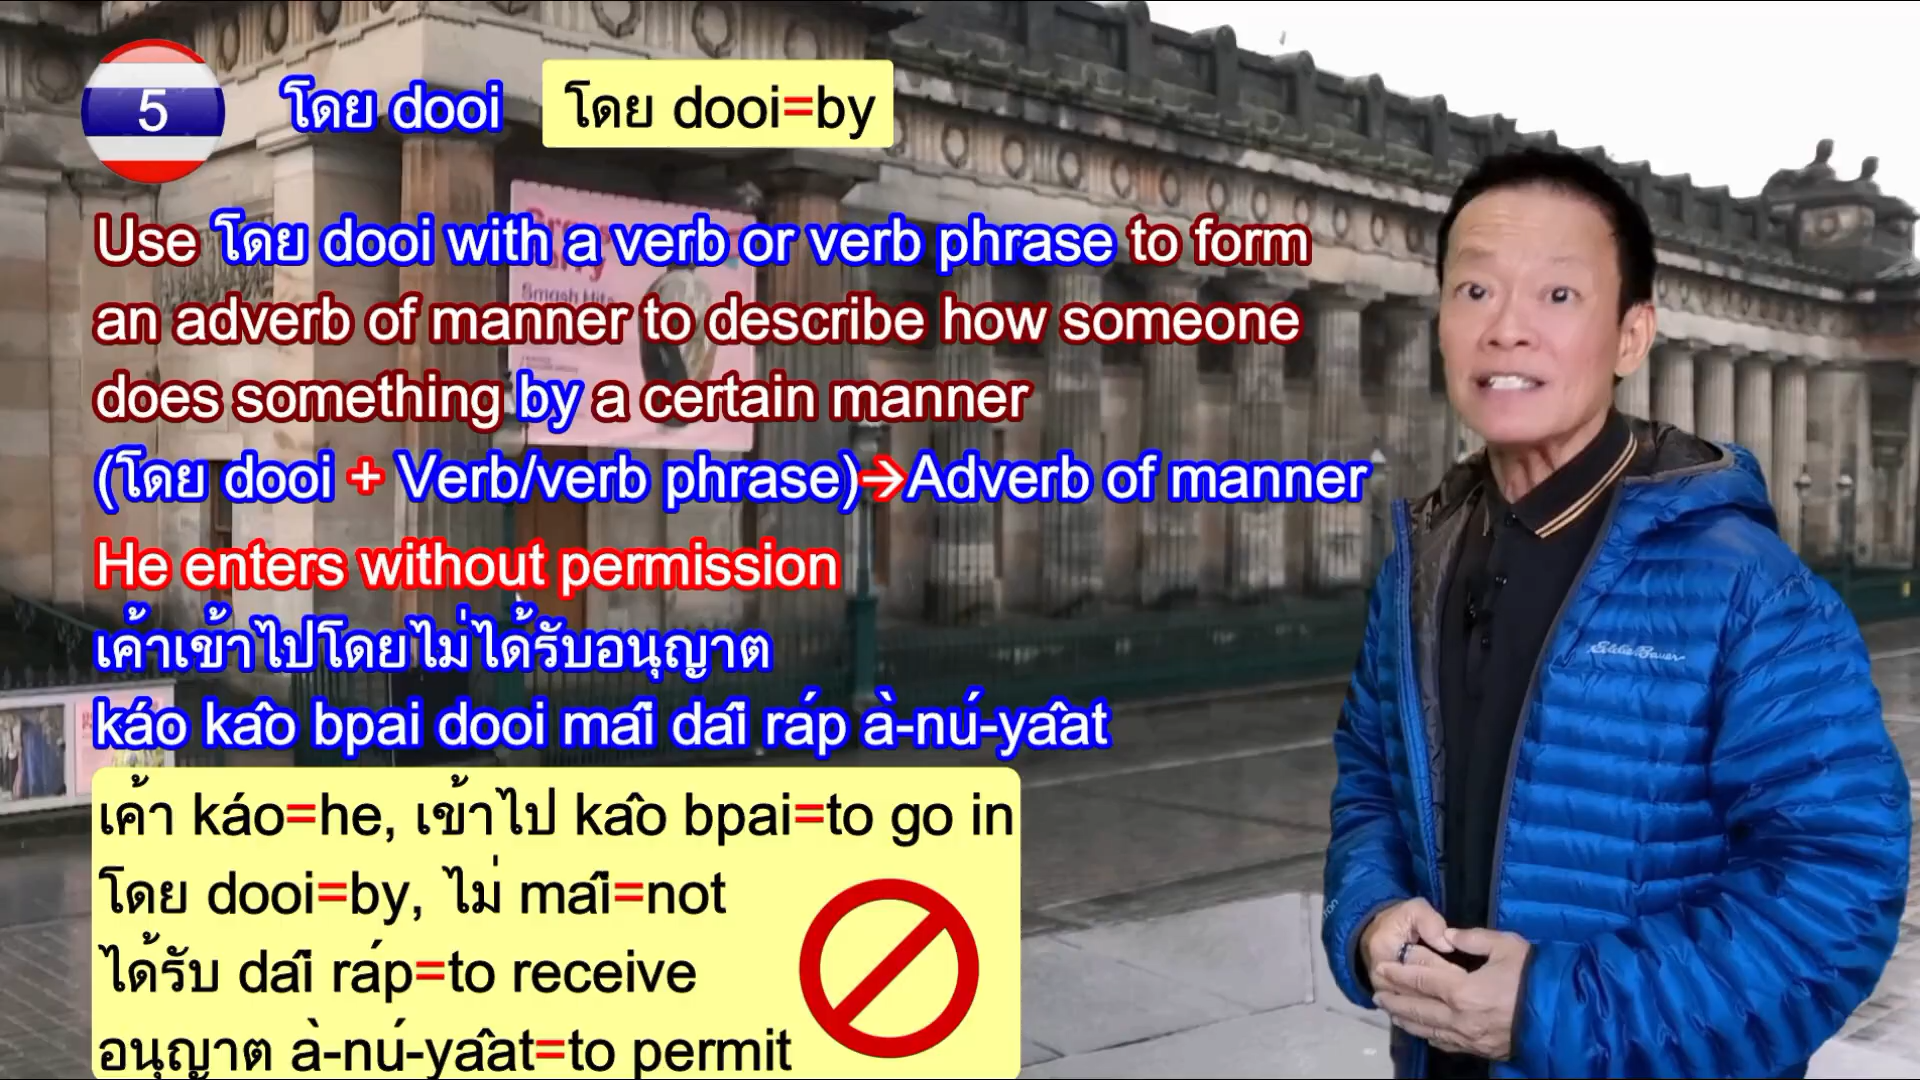 5
โดย dooi
โดย dooi=by
Use โดย dooi with a verb or verb phrase to form
an adverb of manner to describe how someone
does something by a certain manner
(โดย dooi + Verb/verb phrase)→Adverb of manner
He enters without permission
เค้าเข้าไปโดยไม่ได้รับอนุญาต
káo kâo bpai dooi mâi dâi ráp à-nú-yâat
เค้า káo=he, เข้าไป kâo bpai=to go in
โดย dooi=by, ไม่ mâi=not
ได้รับ dâi ráp=to receive
อนุญาต à-nú-yâat=to permit
Smash Hits
Eddie Bauer